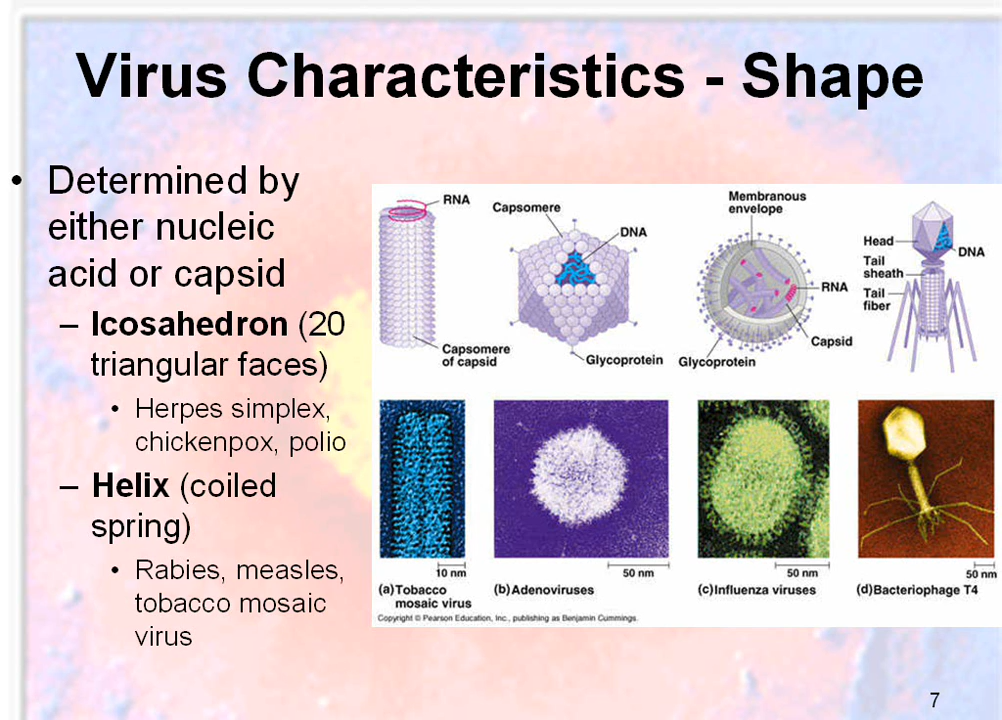 Virus Characteristics - Shape
• Determined by
either nucleic
acid or capsid
– Icosahedron (20
triangular faces)
• Herpes simplex,
chickenpox, polio
– Helix (coiled
spring)
• Rabies, measles,
tobacco mosaic
virus
RNA
Capsomere
of capsid
Capsomere
DNA
Glycoprotein
Membranous
envelope
RNA
Capsid
Glycoprotein
Head
DNA
Tail
sheath
Tail
fiber
10 nm
50 nm
50 nm
50 nm
(a) Tobacco
mosaic virus
(b) Adenoviruses
(c) Influenza viruses
(d) Bacteriophage T4
Copyright © Pearson Education, Inc., publishing as Benjamin Cummings.
7